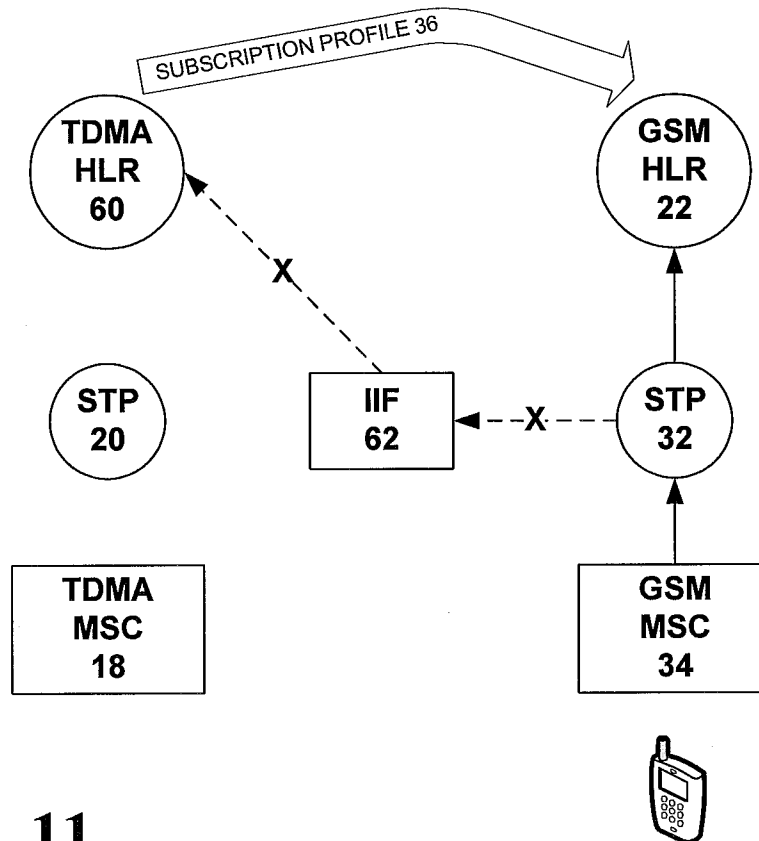 SUBSCRIPTION PROFILE 36
TDMA
HLR
60
GSM
HLR
22
X
STP
20
IIF
62
X
STP
32
TDMA
MSC
18
GSM
MSC
34
11